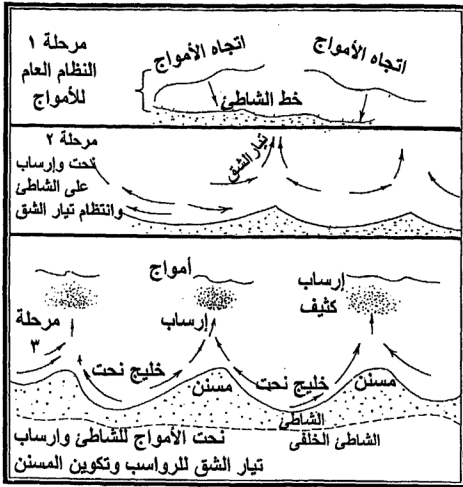 مرحلة ١
النظام العام
للأمواج
اتجاه الأمواج
اتجاه الأمواج
خط الشاطئ
مرحلة ٢
نحت وإرساب
على الشاطئ
وانتظام تيار الشق
تيار الشق
أمواج
إرساب
كثيف
إرساب
مرحلة
٣
خليج نحت
مسنن
خليج نحت
مسنن
الشاطئ
الشاطئ الخلفى
نحت الأمواج للشاطئ وارساب
تيار الشق للرواسب وتكوين المسنن